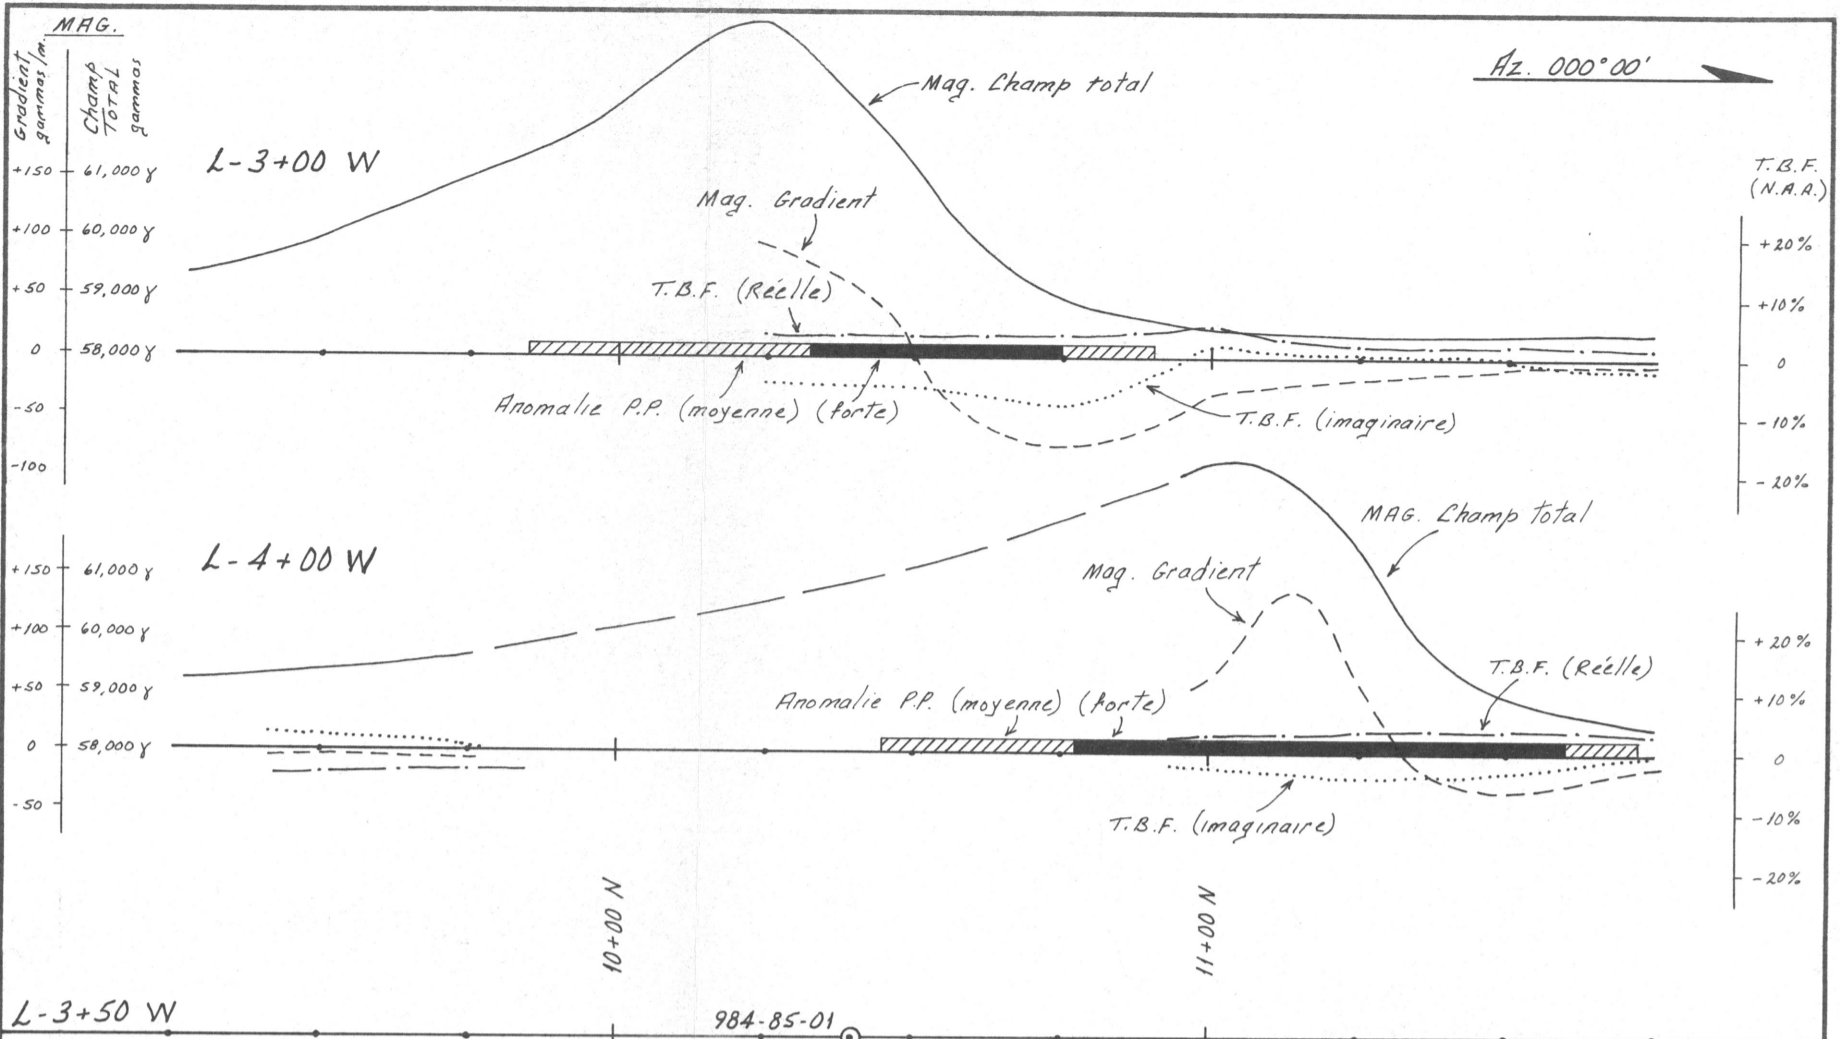 MAG.
Gradient gammas/m.
Champ TOTAL gammas
Az. 000°00'
Mag. Champ total
L-3+00 W
+150 61,000 γ
T.B.F.
(N.A.A.)
Mag. Gradient
+100 60,000 γ
+20%
T.B.F. (Réelle)
+50 59,000 γ
+10%
0 58,000 γ
0
Anomalie P.P. (moyenne) (forte)
-50
T.B.F. (imaginaire)
-10%
-100
-20%
MAG. Champ total
L-4+00 W
+150 61,000 γ
Mag. Gradient
+100 60,000 γ
+20%
T.B.F. (Réelle)
+50 59,000 γ
Anomalie P.P. (moyenne) (forte)
+10%
0 58,000 γ
0
-50
T.B.F. (imaginaire)
-10%
-20%
10+00 N
11+00 N
L-3+50 W
984-85-01